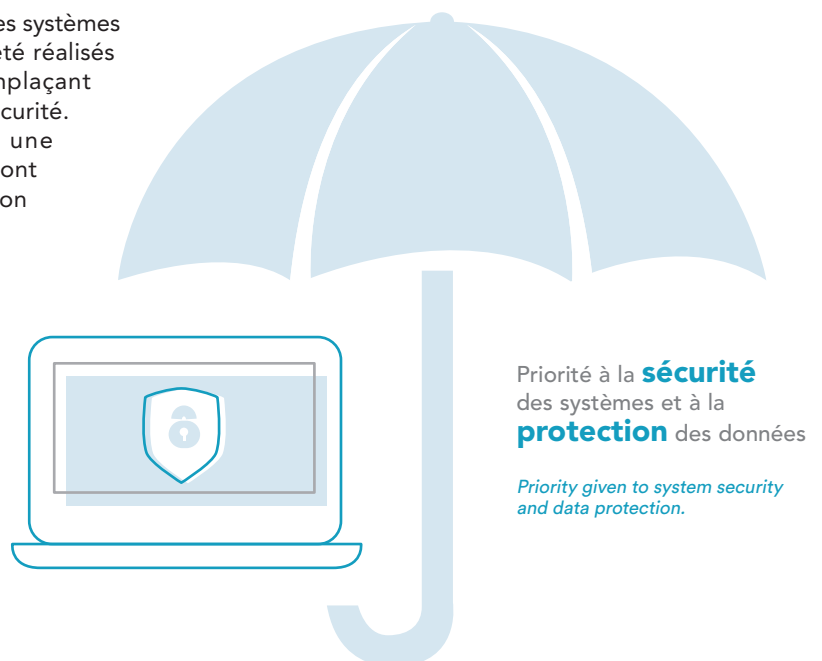 es systèmes
été réalisés
mplaçant
curité.
une
ont
on
Priorité à la sécurité
des systèmes et à la
protection des données
Priority given to system security
and data protection.